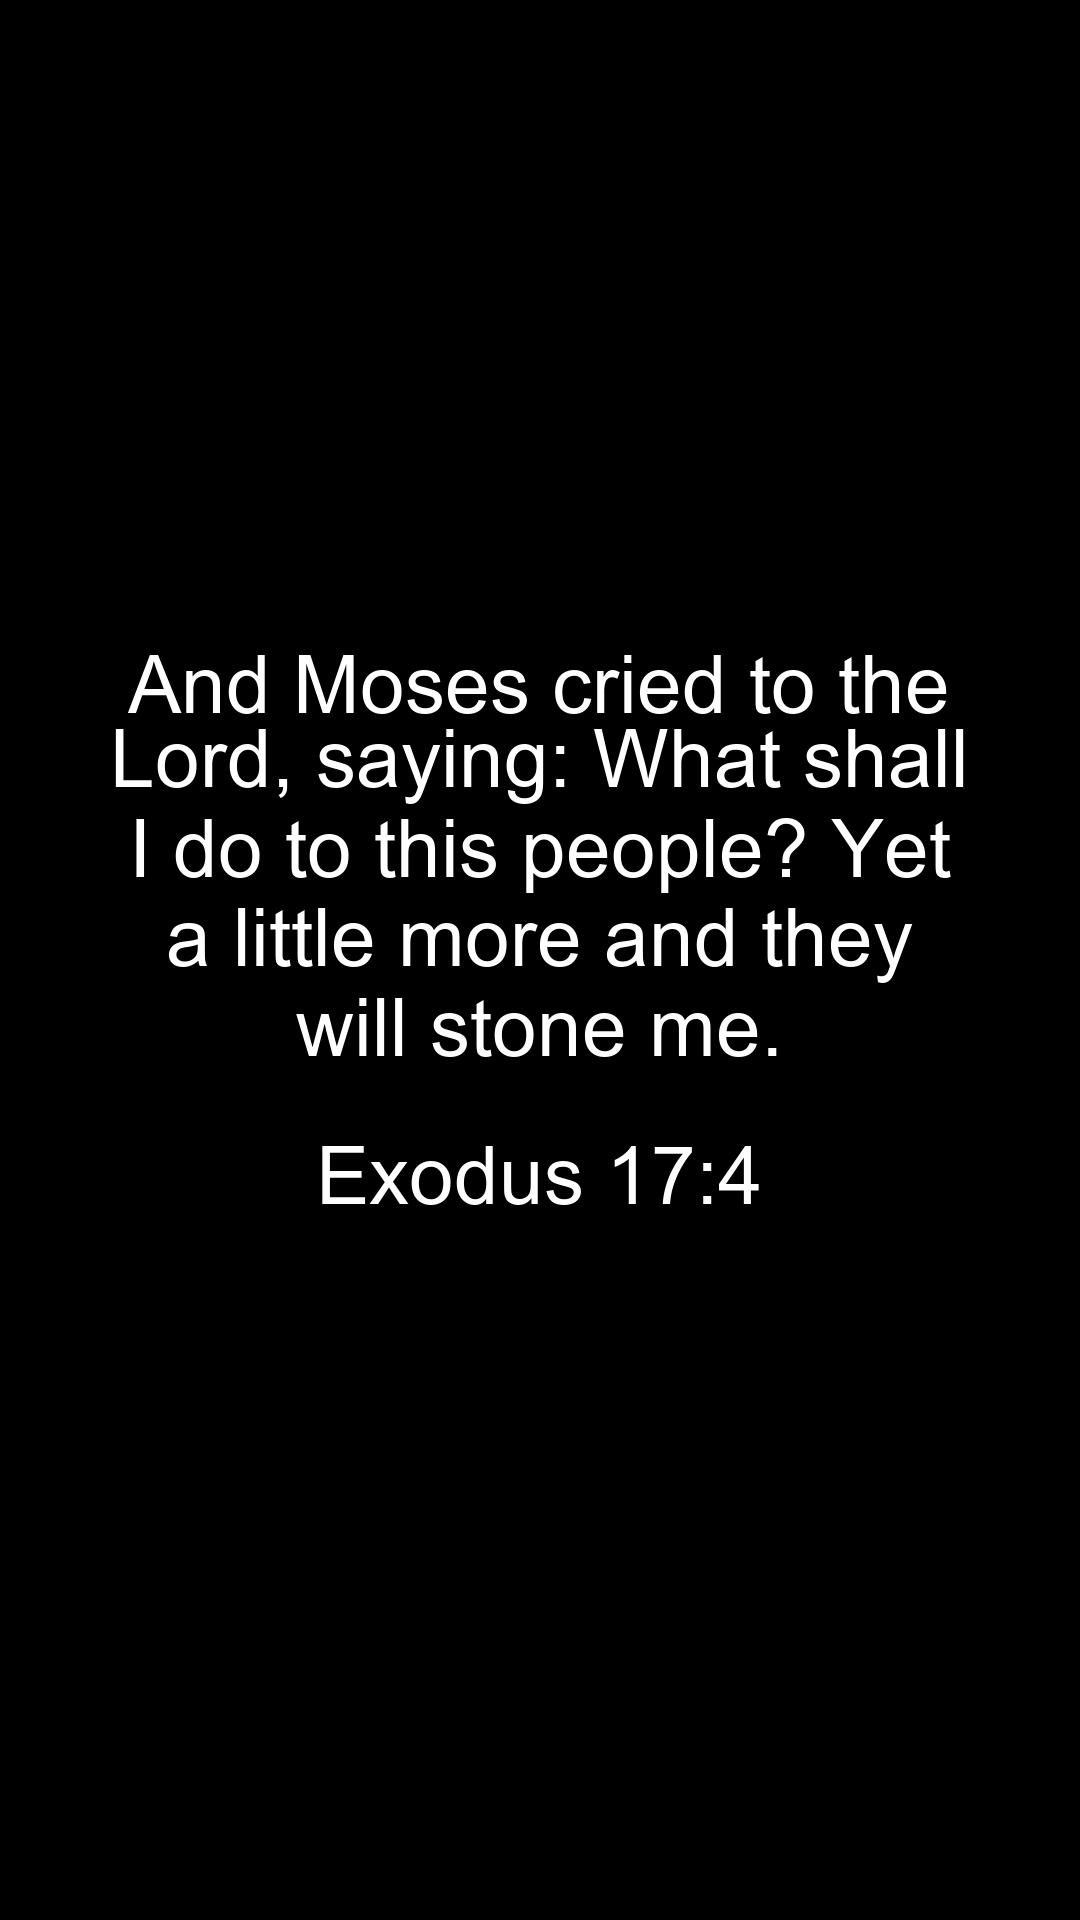 And Moses cried to the
Lord, saying: What shall
I do to this people? Yet
a little more and they
will stone me.
Exodus 17:4